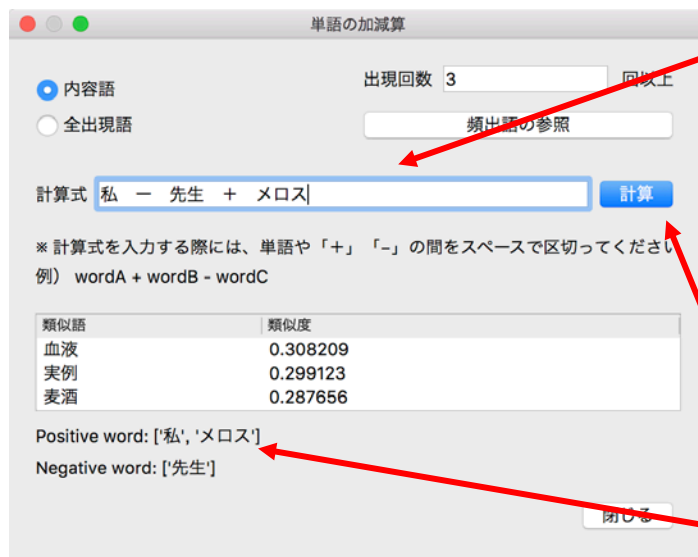 単語の加減算
内容語
出現回数 3 回以上
全出現語
頻出語の参照
計算式 私 ー 先生 + メロス 計算
※計算式を入力する際には、単語や「+」「-」の間をスペースで区切ってください
例） wordA + wordB - wordC
類似語 類似度
血液 0.308209
実例 0.299123
麦酒 0.287656
Positive word: ['私', 'メロス']
Negative word: ['先生']
閉じる